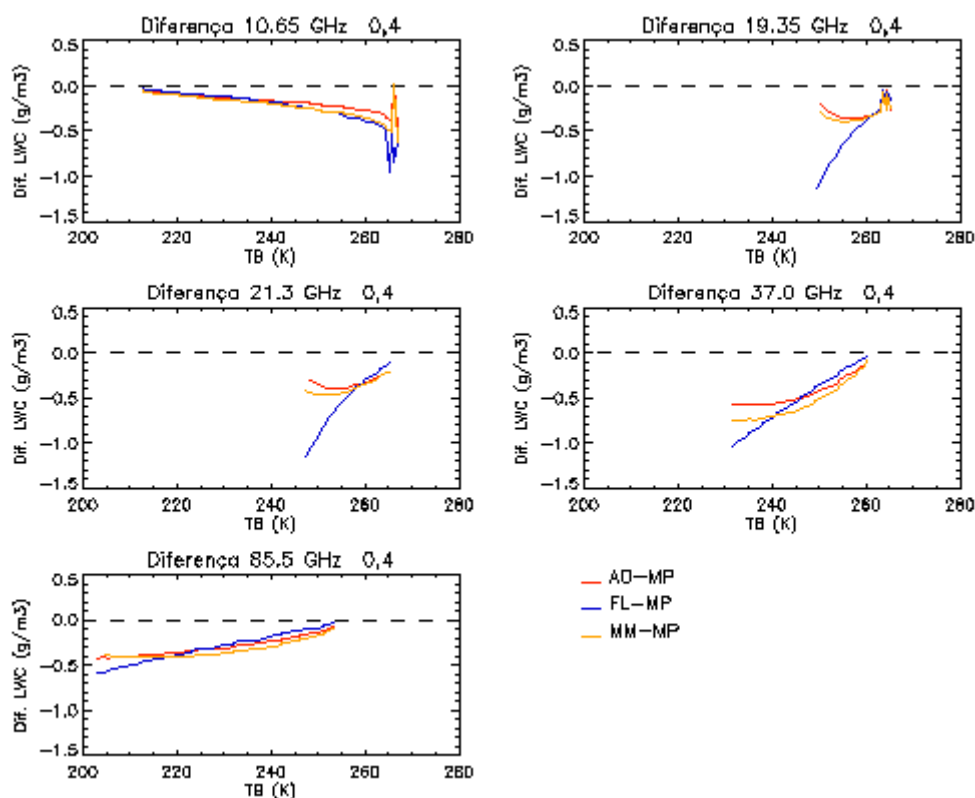 Diferença 10.65 GHz 0,4
0.5
0.0
−0.5
−1.0
−1.5
Dif. LWC (g/m3)
200 220 240 260 280
TB (K)
Diferença 19.35 GHz 0,4
0.5
0.0
−0.5
−1.0
−1.5
Dif. LWC (g/m3)
200 220 240 260 280
TB (K)
Diferença 21.3 GHz 0,4
0.5
0.0
−0.5
−1.0
−1.5
Dif. LWC (g/m3)
200 220 240 260 280
TB (K)
Diferença 37.0 GHz 0,4
0.5
0.0
−0.5
−1.0
−1.5
Dif. LWC (g/m3)
200 220 240 260 280
TB (K)
Diferença 85.5 GHz 0,4
0.5
0.0
−0.5
−1.0
−1.5
Dif. LWC (g/m3)
200 220 240 260 280
TB (K)
AO−MP
FL−MP
MM−MP